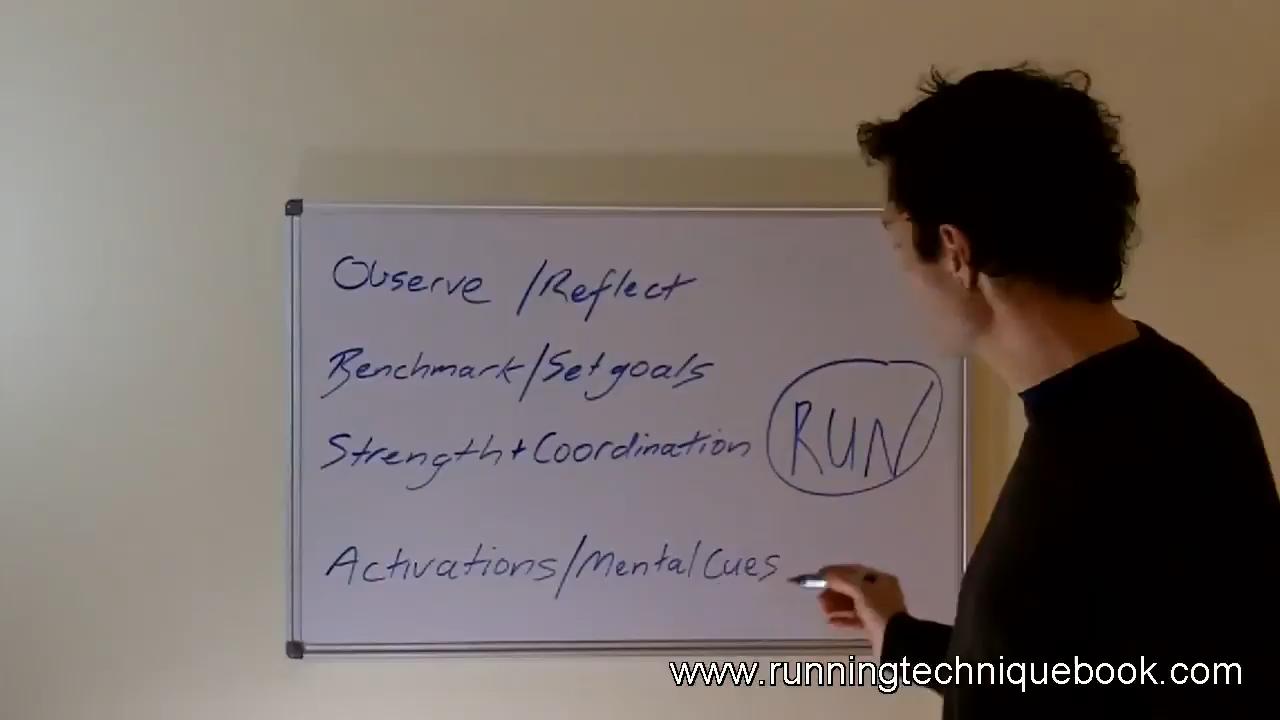 Observe /Reflect
Benchmark/Set goals
Strength + Coordination
RUN
Activations/Mental Cues
www.runningtechniquebook.com